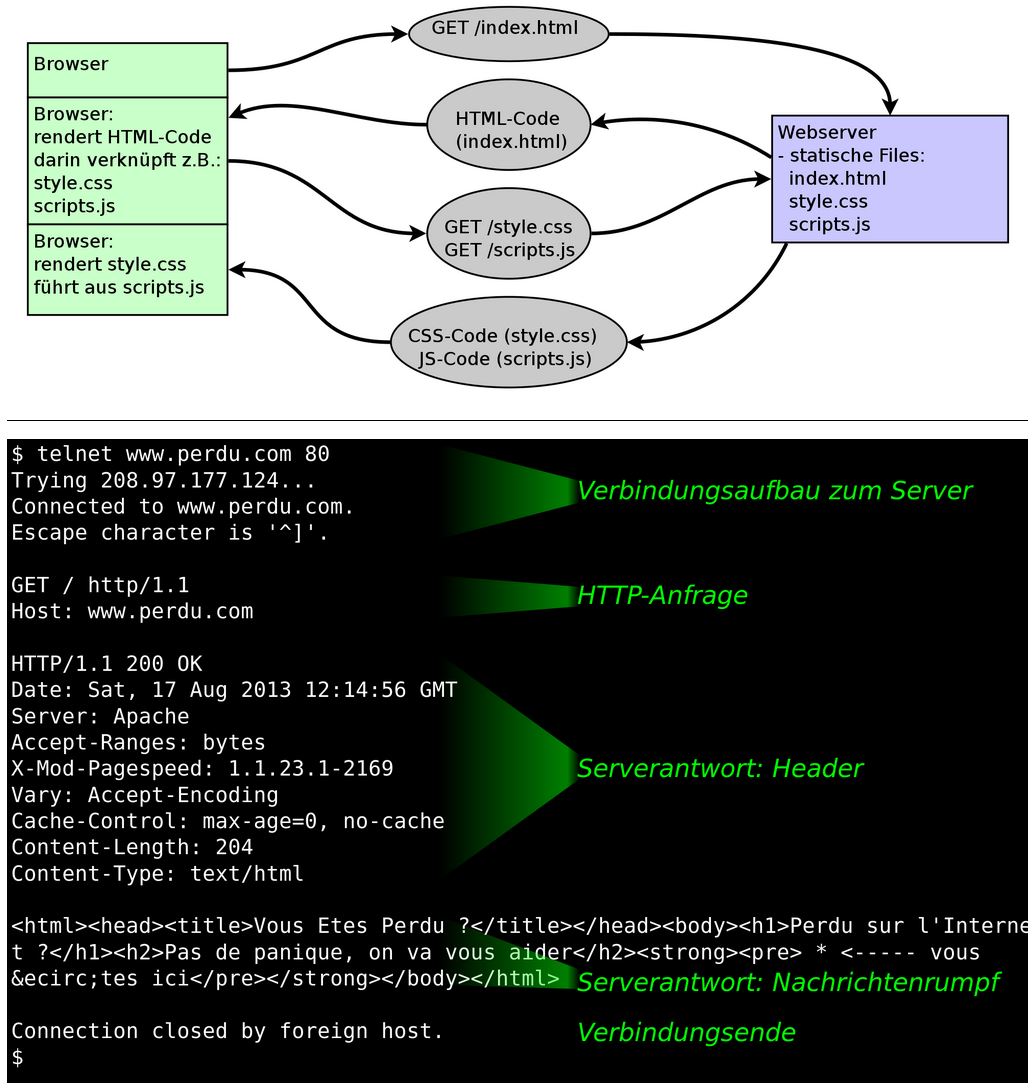 GET /index.html
Browser
Browser:
rendert HTML-Code
darin verknüpft z.B.:
style.css
scripts.js
HTML-Code
(index.html)
Webserver
- statische Files:
index.html
style.css
scripts.js
GET /style.css
GET /scripts.js
Browser:
rendert style.css
führt aus scripts.js
CSS-Code (style.css)
JS-Code (scripts.js)
$ telnet www.perdu.com 80
Trying 208.97.177.124...
Connected to www.perdu.com.
Escape character is '^]'.
Verbindungsaufbau zum Server
GET / http/1.1
Host: www.perdu.com
HTTP-Anfrage
HTTP/1.1 200 OK
Date: Sat, 17 Aug 2013 12:14:56 GMT
Server: Apache
Accept-Ranges: bytes
X-Mod-Pagespeed: 1.1.23.1-2169
Vary: Accept-Encoding
Cache-Control: max-age=0, no-cache
Content-Length: 204
Content-Type: text/html
Serverantwort: Header
<html><head><title>Vous Etes Perdu ?</title></head><body><h1>Perdu sur l'Interne
t ?</h1><h2>Pas de panique, on va vous aider</h2><strong><pre> * <----- vous
&ecirc;tes ici</pre></strong></body></html>
Serverantwort: Nachrichtenrumpf
Connection closed by foreign host.
Verbindungsende
$